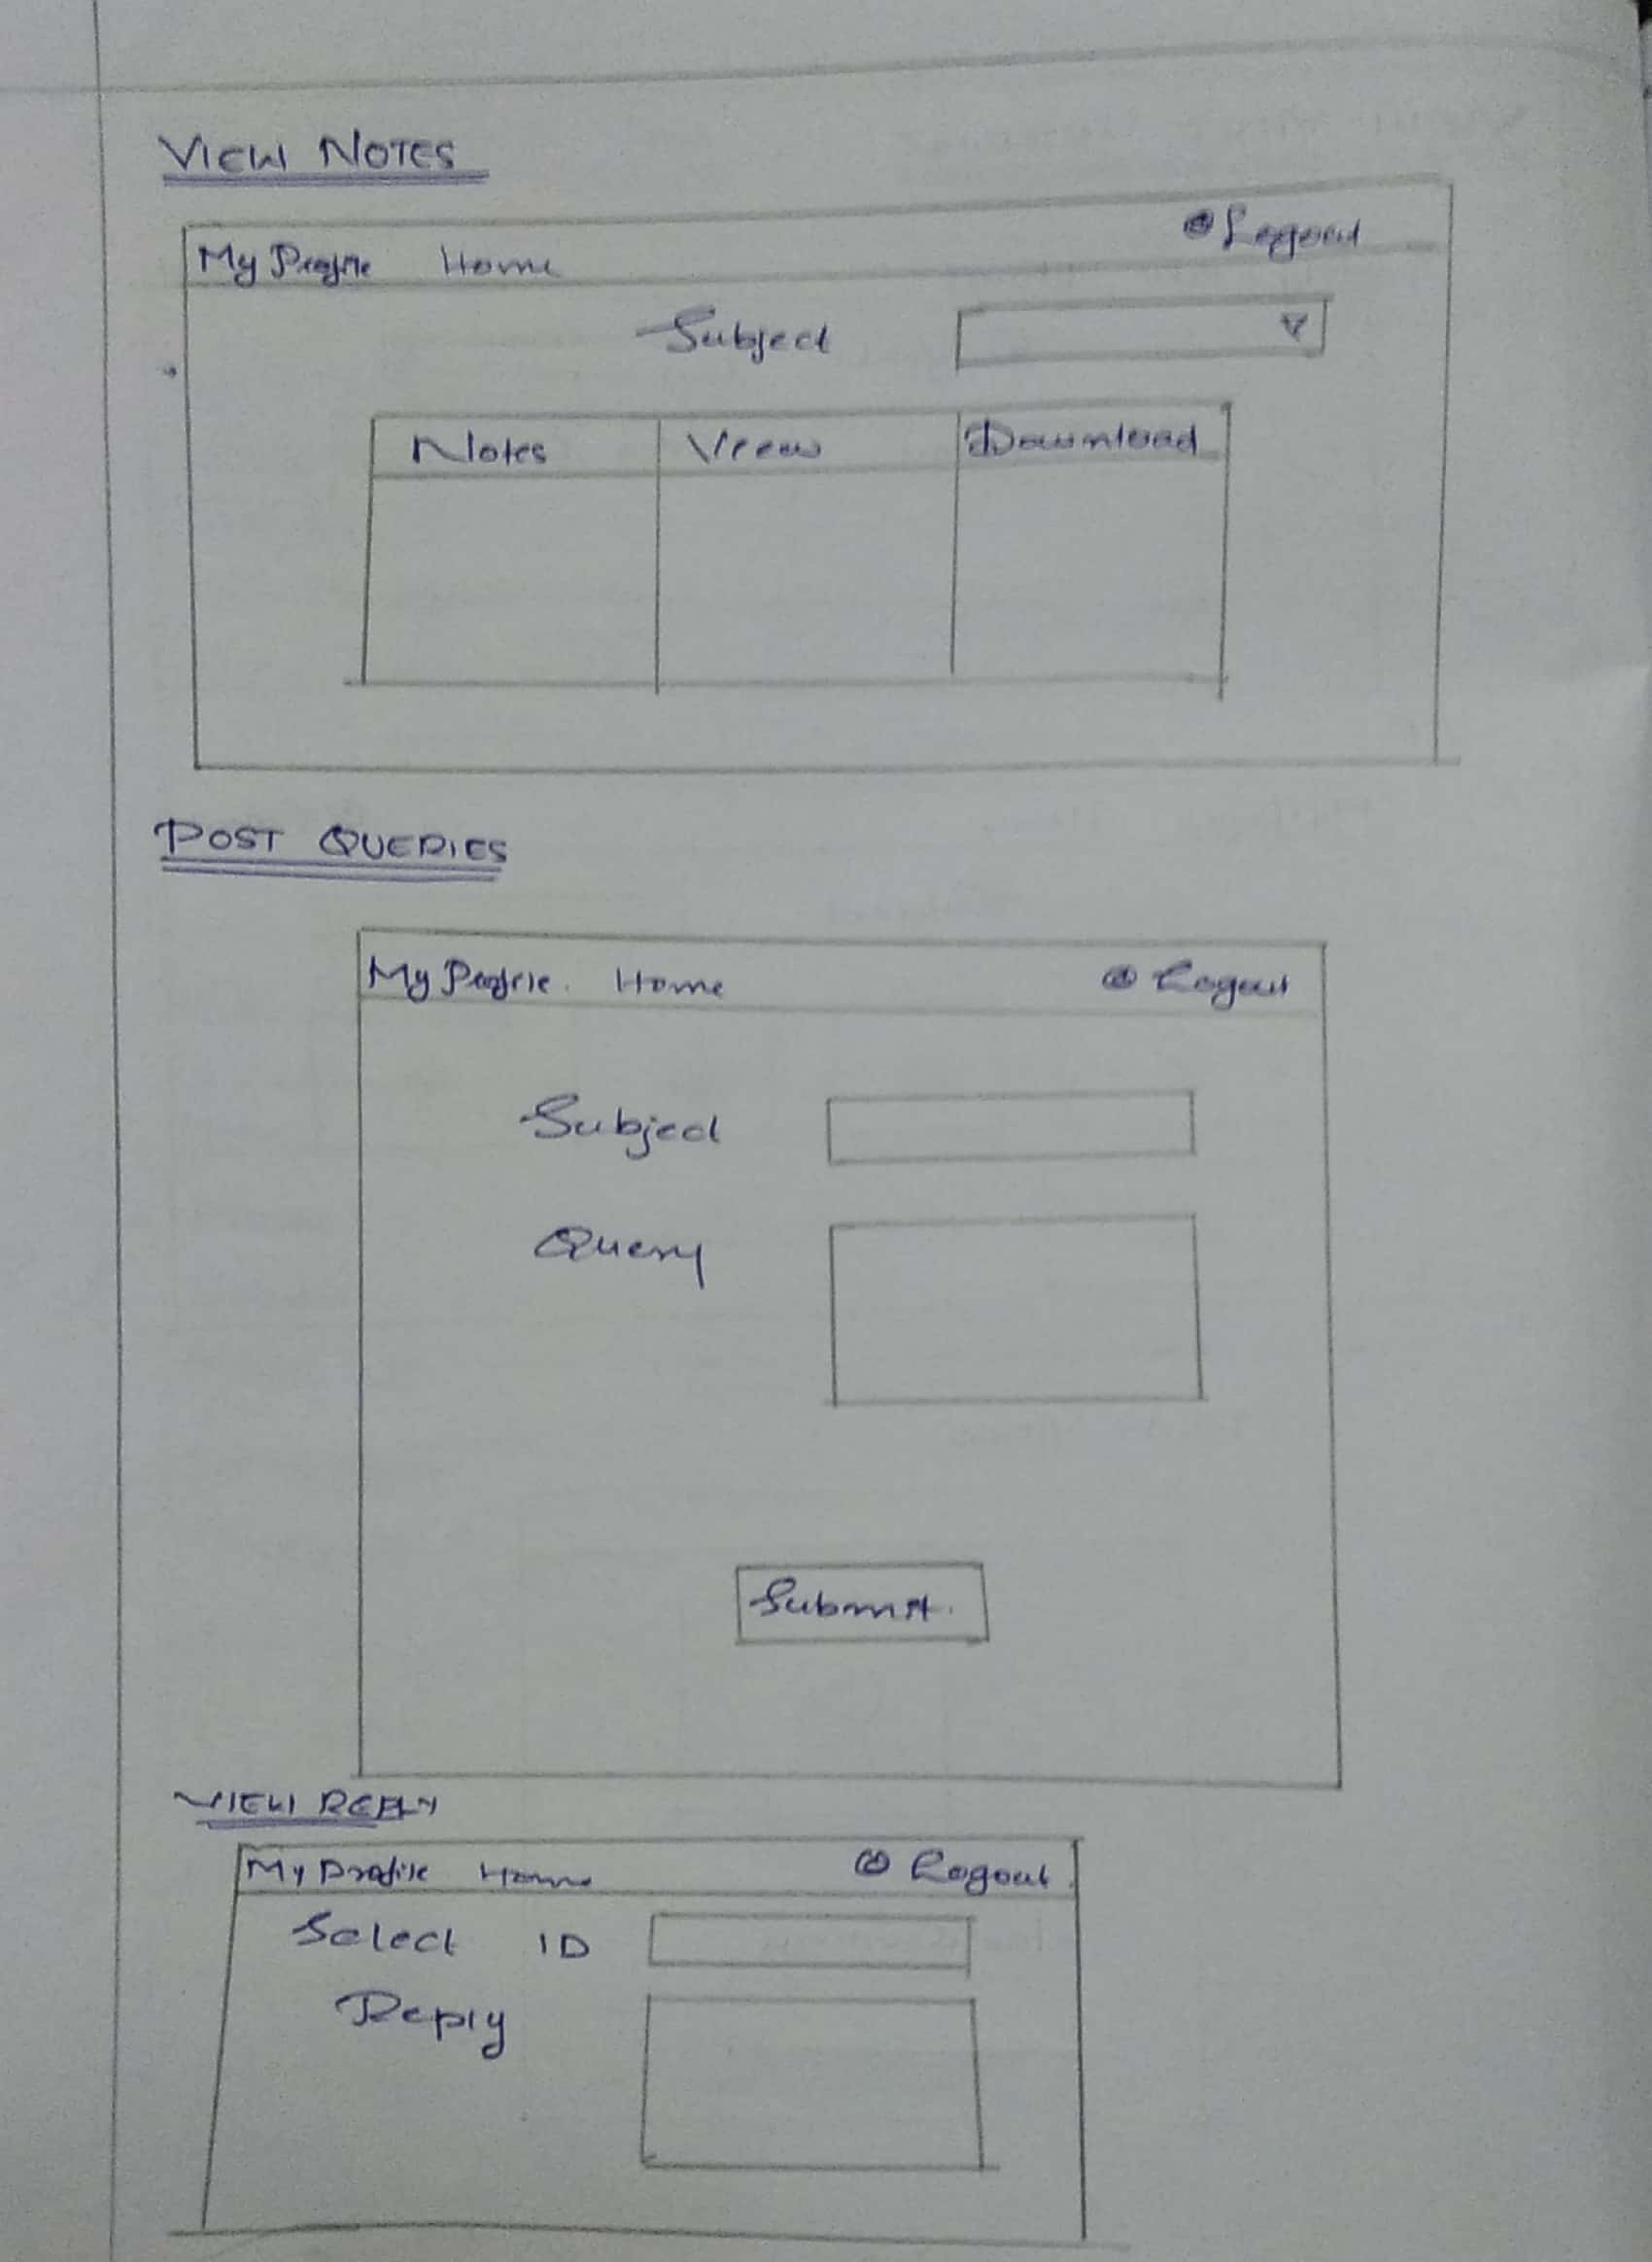 VIEW NOTES
My Profile Home Logout
Subject
Notes View Download
POST QUERIES
My Profile. Home Logout
Subject
Query
Submit.
VIEW REPLY
My Profile Home Logout
Select ID
Reply